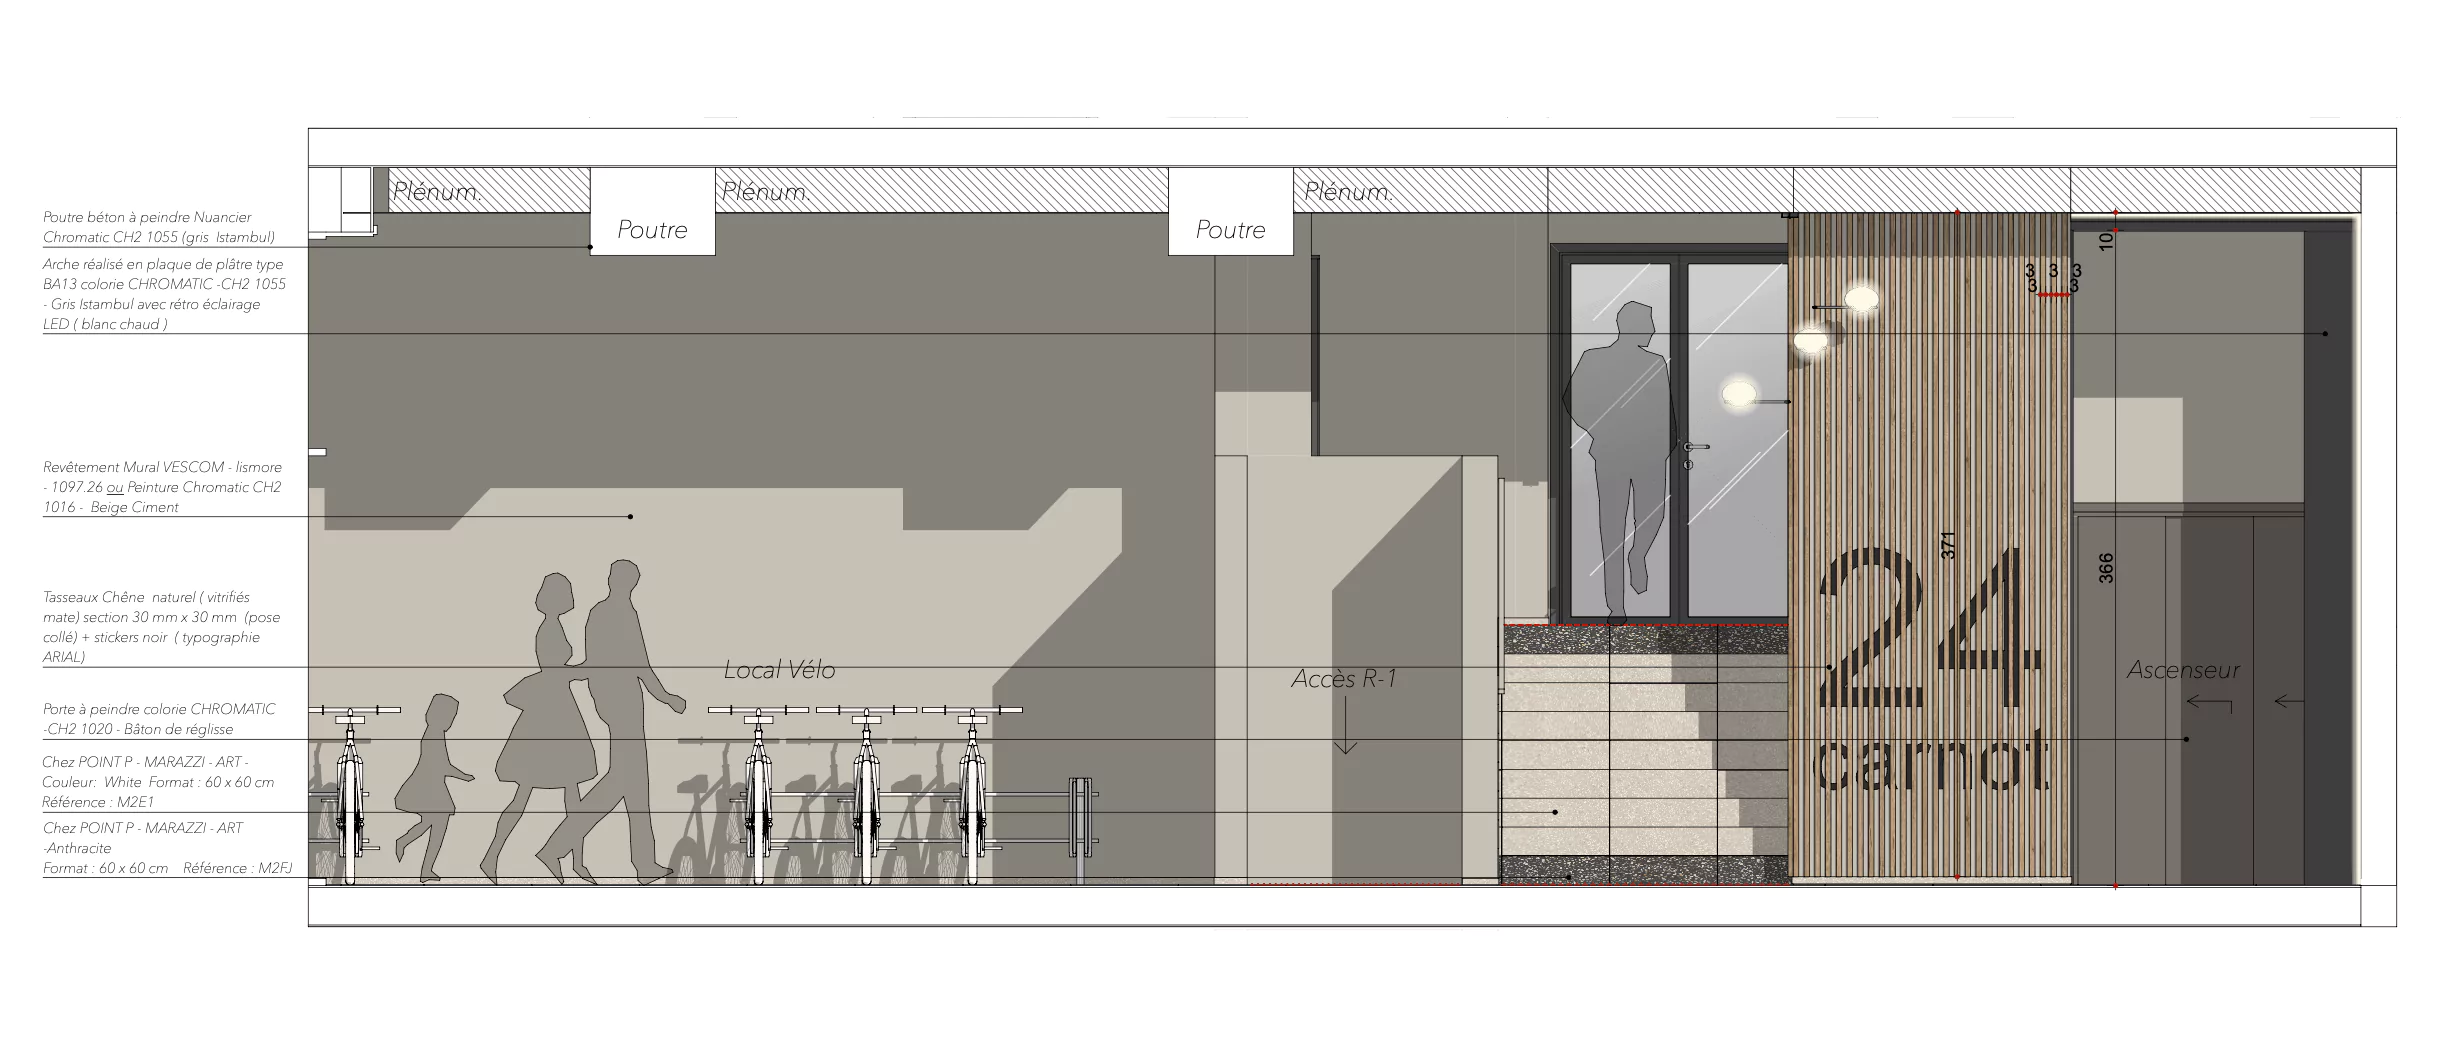 Plénum.
Plénum.
Plénum.
Poutre
Poutre
Poutre béton à peindre Nuancier
Chromatic CH2 1055 (gris Istambul)
Arche réalisé en plaque de plâtre type
BA13 colorie CHROMATIC -CH2 1055
- Gris Istambul avec rétro éclairage
LED ( blanc chaud )
10
3 3 3
3 3
Revêtement Mural VESCOM - lismore
- 1097.26 ou Peinture Chromatic CH2
1016 - Beige Ciment
371
366
Tasseaux Chêne naturel ( vitrifiés
mate) section 30 mm x 30 mm (pose
collé) + stickers noir ( typographie
ARIAL)
24
carnot
Local Vélo
Accès R-1
Ascenseur
Porte à peindre colorie CHROMATIC
-CH2 1020 - Bâton de réglisse
Chez POINT P - MARAZZI - ART -
Couleur: White Format : 60 x 60 cm
Référence : M2E1
Chez POINT P - MARAZZI - ART
-Anthracite
Format : 60 x 60 cm Référence : M2FJ